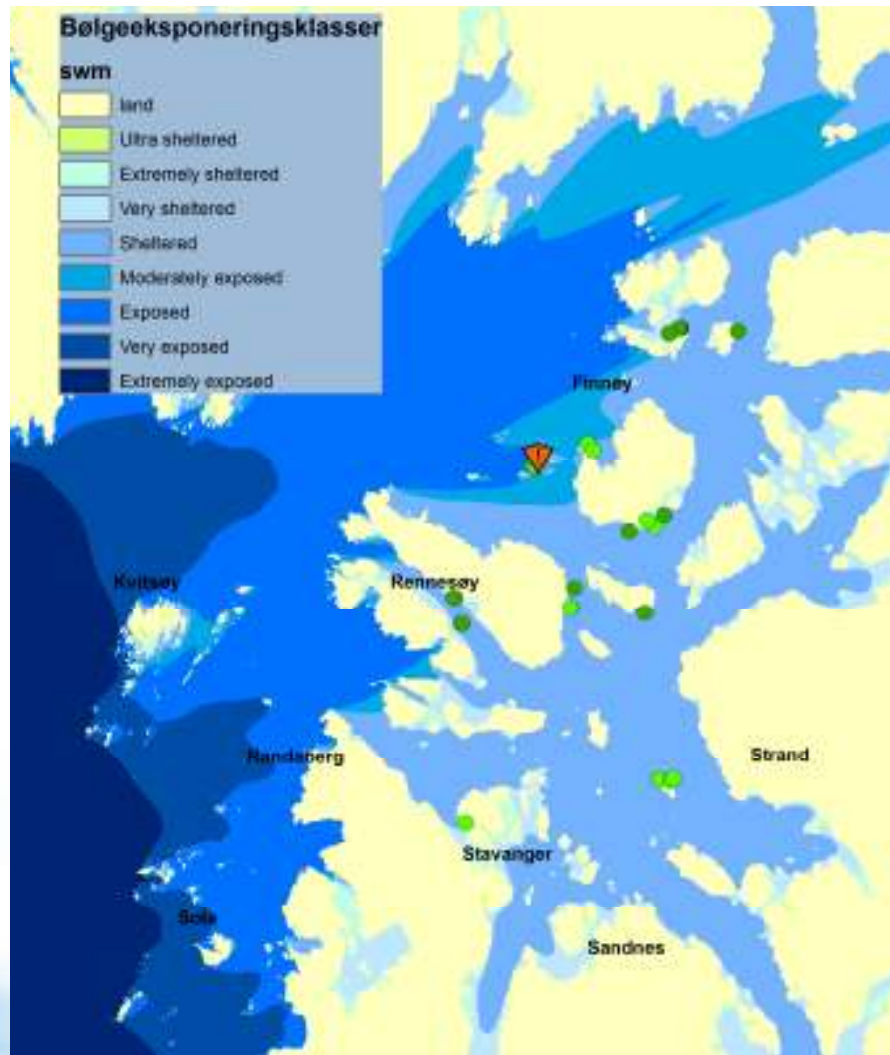 Bølgeeksponeringsklasser
swm
land
Ultra sheltered
Extremely sheltered
Very sheltered
Sheltered
Moderately exposed
Exposed
Very exposed
Extremely exposed
Finnøy
!
Kvitsøy
Rennesøy
Randaberg
Strand
Stavanger
Sola
Sandnes